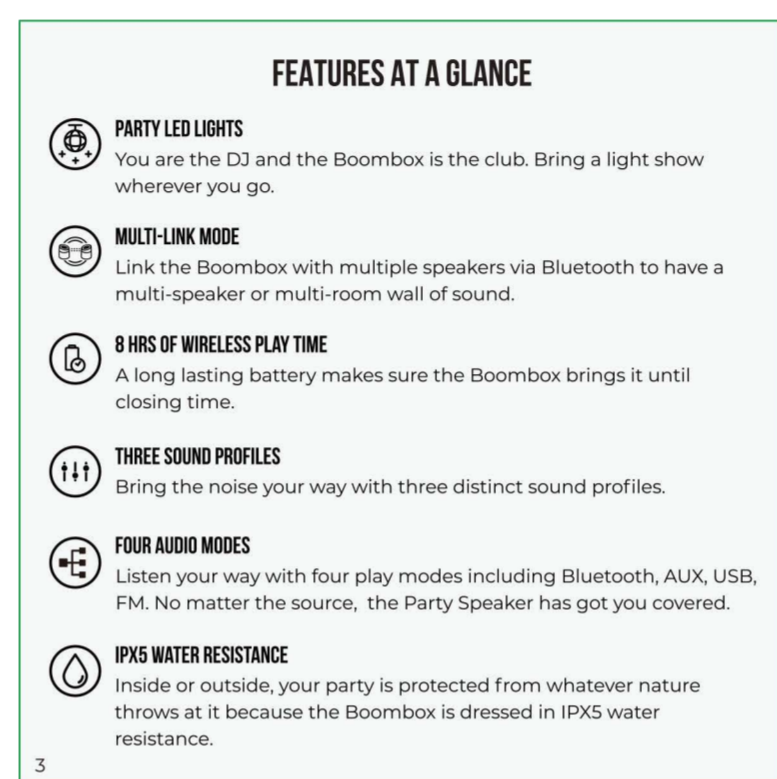 FEATURES AT A GLANCE
PARTY LED LIGHTS
You are the DJ and the Boombox is the club. Bring a light show
wherever you go.
MULTI-LINK MODE
Link the Boombox with multiple speakers via Bluetooth to have a
multi-speaker or multi-room wall of sound.
8 HRS OF WIRELESS PLAY TIME
A long lasting battery makes sure the Boombox brings it until
closing time.
THREE SOUND PROFILES
Bring the noise your way with three distinct sound profiles.
FOUR AUDIO MODES
Listen your way with four play modes including Bluetooth, AUX, USB,
FM. No matter the source, the Party Speaker has got you covered.
IPX5 WATER RESISTANCE
Inside or outside, your party is protected from whatever nature
throws at it because the Boombox is dressed in IPX5 water
resistance.
3